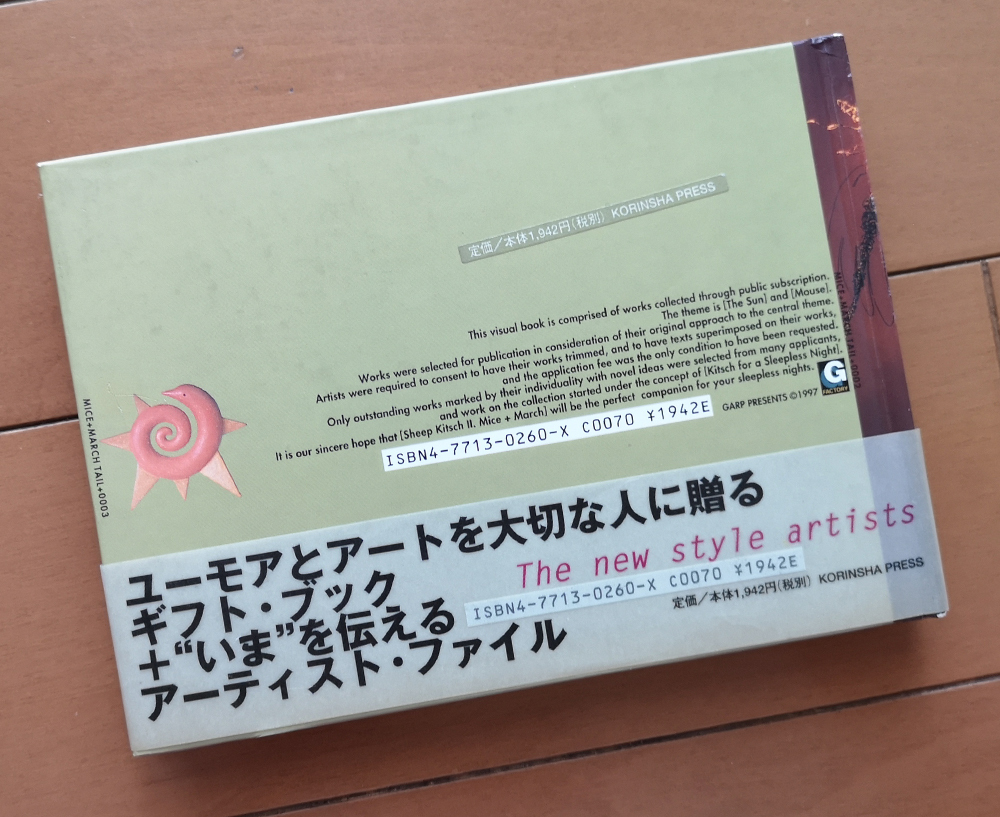 定価/本体1,942円(税別) KORINSHA PRESS
This visual book is comprised of works collected through public subscription.
The theme is [The Sun] and [Mouse].
Works were selected for publication in consideration of their original approach to the central theme.
Artists were required to consent to have their works trimmed, and to have texts superimposed on their works,
and the application fee was the only condition to have been requested.
Only outstanding works marked by their individuality with novel ideas were selected from many applicants,
and work on the collection started under the concept of [Kitsch for a Sleepless Night].
It is our sincere hope that [Sheep Kitsch II. Mice + March] will be the perfect companion for your sleepless nights.
ISBN4-7713-0260-X C0070 ¥1942E
GARP PRESENTS ©1997
G
FACTORY
MICE+MARCH TAIL+0003
MICE+MARCH TAIL+0003
ユーモアとアートを大切な人に贈る
ギフト・ブック
+“いま”を伝える
アーティスト・ファイル
The new style artists
ISBN4-7713-0260-X C0070 ¥1942E
定価/本体1,942円(税別) KORINSHA PRESS